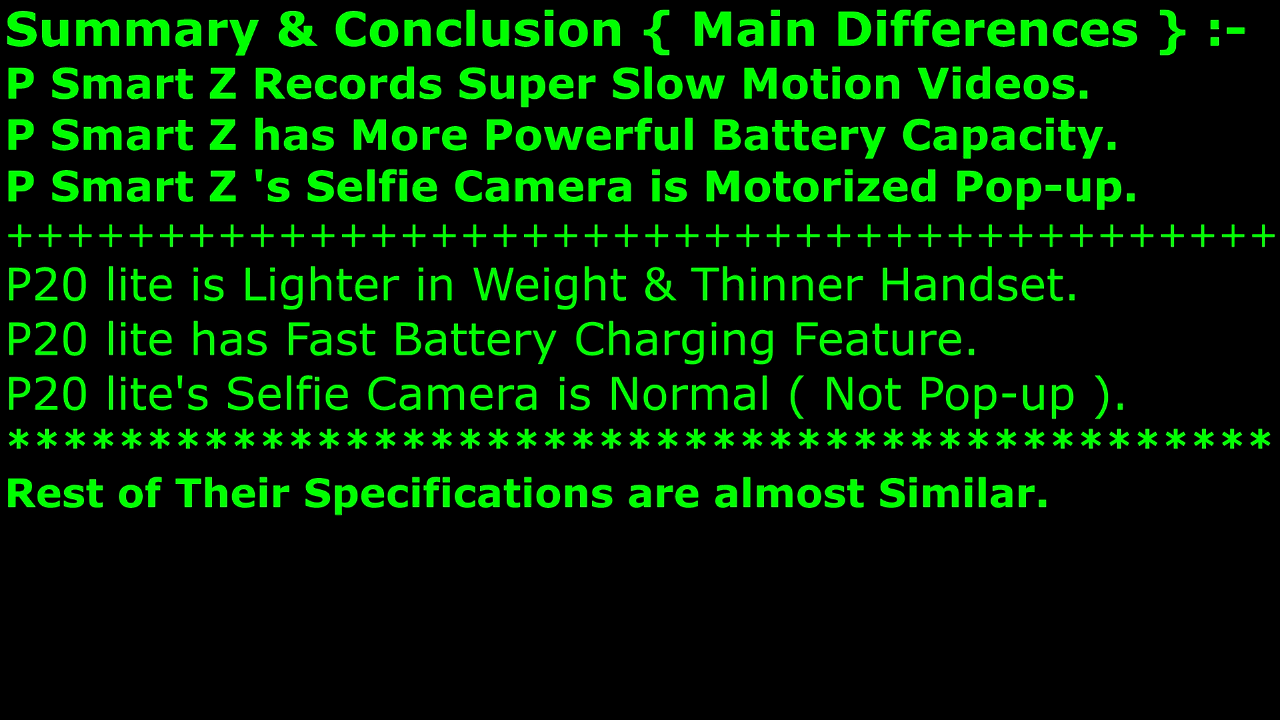 Summary & Conclusion { Main Differences } :-
P Smart Z Records Super Slow Motion Videos.
P Smart Z has More Powerful Battery Capacity.
P Smart Z 's Selfie Camera is Motorized Pop-up.
++++++++++++++++++++++++++++++++++++++++++
P20 lite is Lighter in Weight & Thinner Handset.
P20 lite has Fast Battery Charging Feature.
P20 lite's Selfie Camera is Normal ( Not Pop-up ).
*********************************************
Rest of Their Specifications are almost Similar.